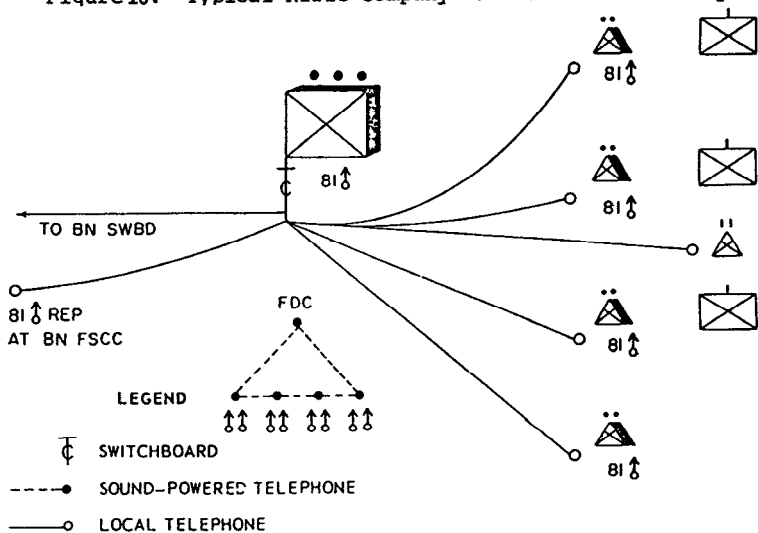 Typical Company
81
81
81
TO BN SWBD
81 REP
AT BN FSCC
81
FDC
LEGEND
81
SWITCHBOARD
SOUND-POWERED TELEPHONE
LOCAL TELEPHONE